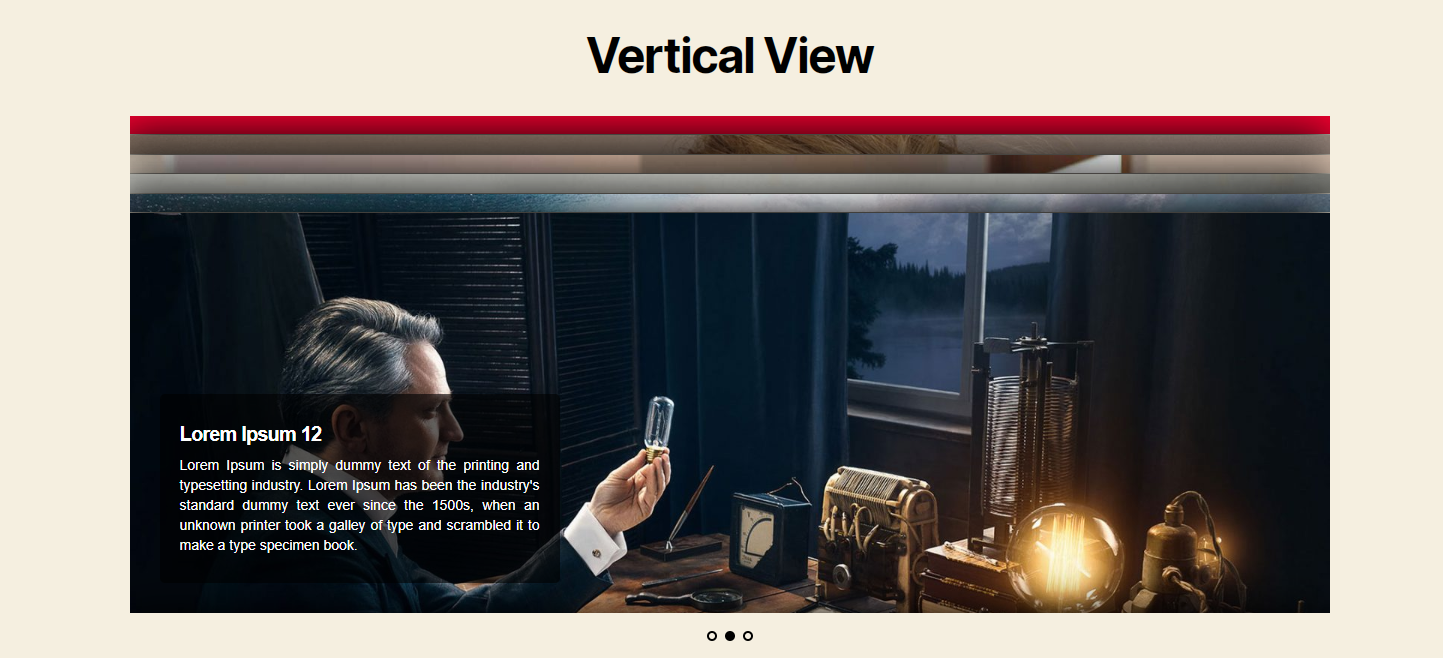 Vertical View
Lorem Ipsum 12
Lorem Ipsum is simply dummy text of the printing and
typesetting industry. Lorem Ipsum has been the industry's
standard dummy text ever since the 1500s, when an
unknown printer took a galley of type and scrambled it to
make a type specimen book.